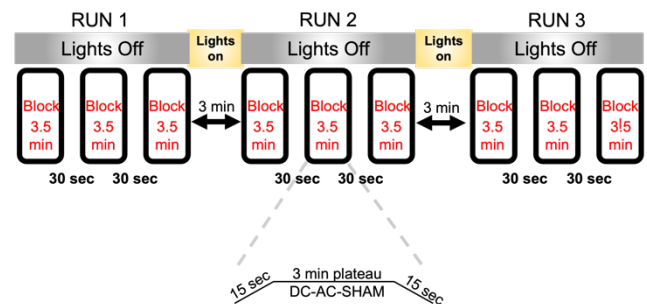 RUN 1 RUN 2 RUN 3
Lights Off Lights on Lights Off Lights on Lights Off
Block Block Block 3 min Block Block Block 3 min Block Block Block
3.5 3.5 3.5 3.5 3.5 3.5 3.5 3.5 3!5
min min min min min min min min min
30 sec 30 sec 30 sec 30 sec 30 sec 30 sec
15 sec 3 min plateau 15 sec
DC-AC-SHAM